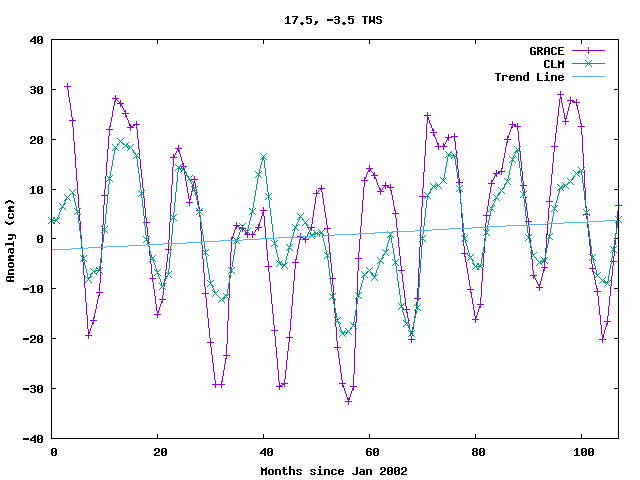 17.5, -3.5 TWS
GRACE
CLM
Trend Line
40
30
20
10
0
-10
-20
-30
-40
Anomaly (cm)
0 20 40 60 80 100
Months since Jan 2002